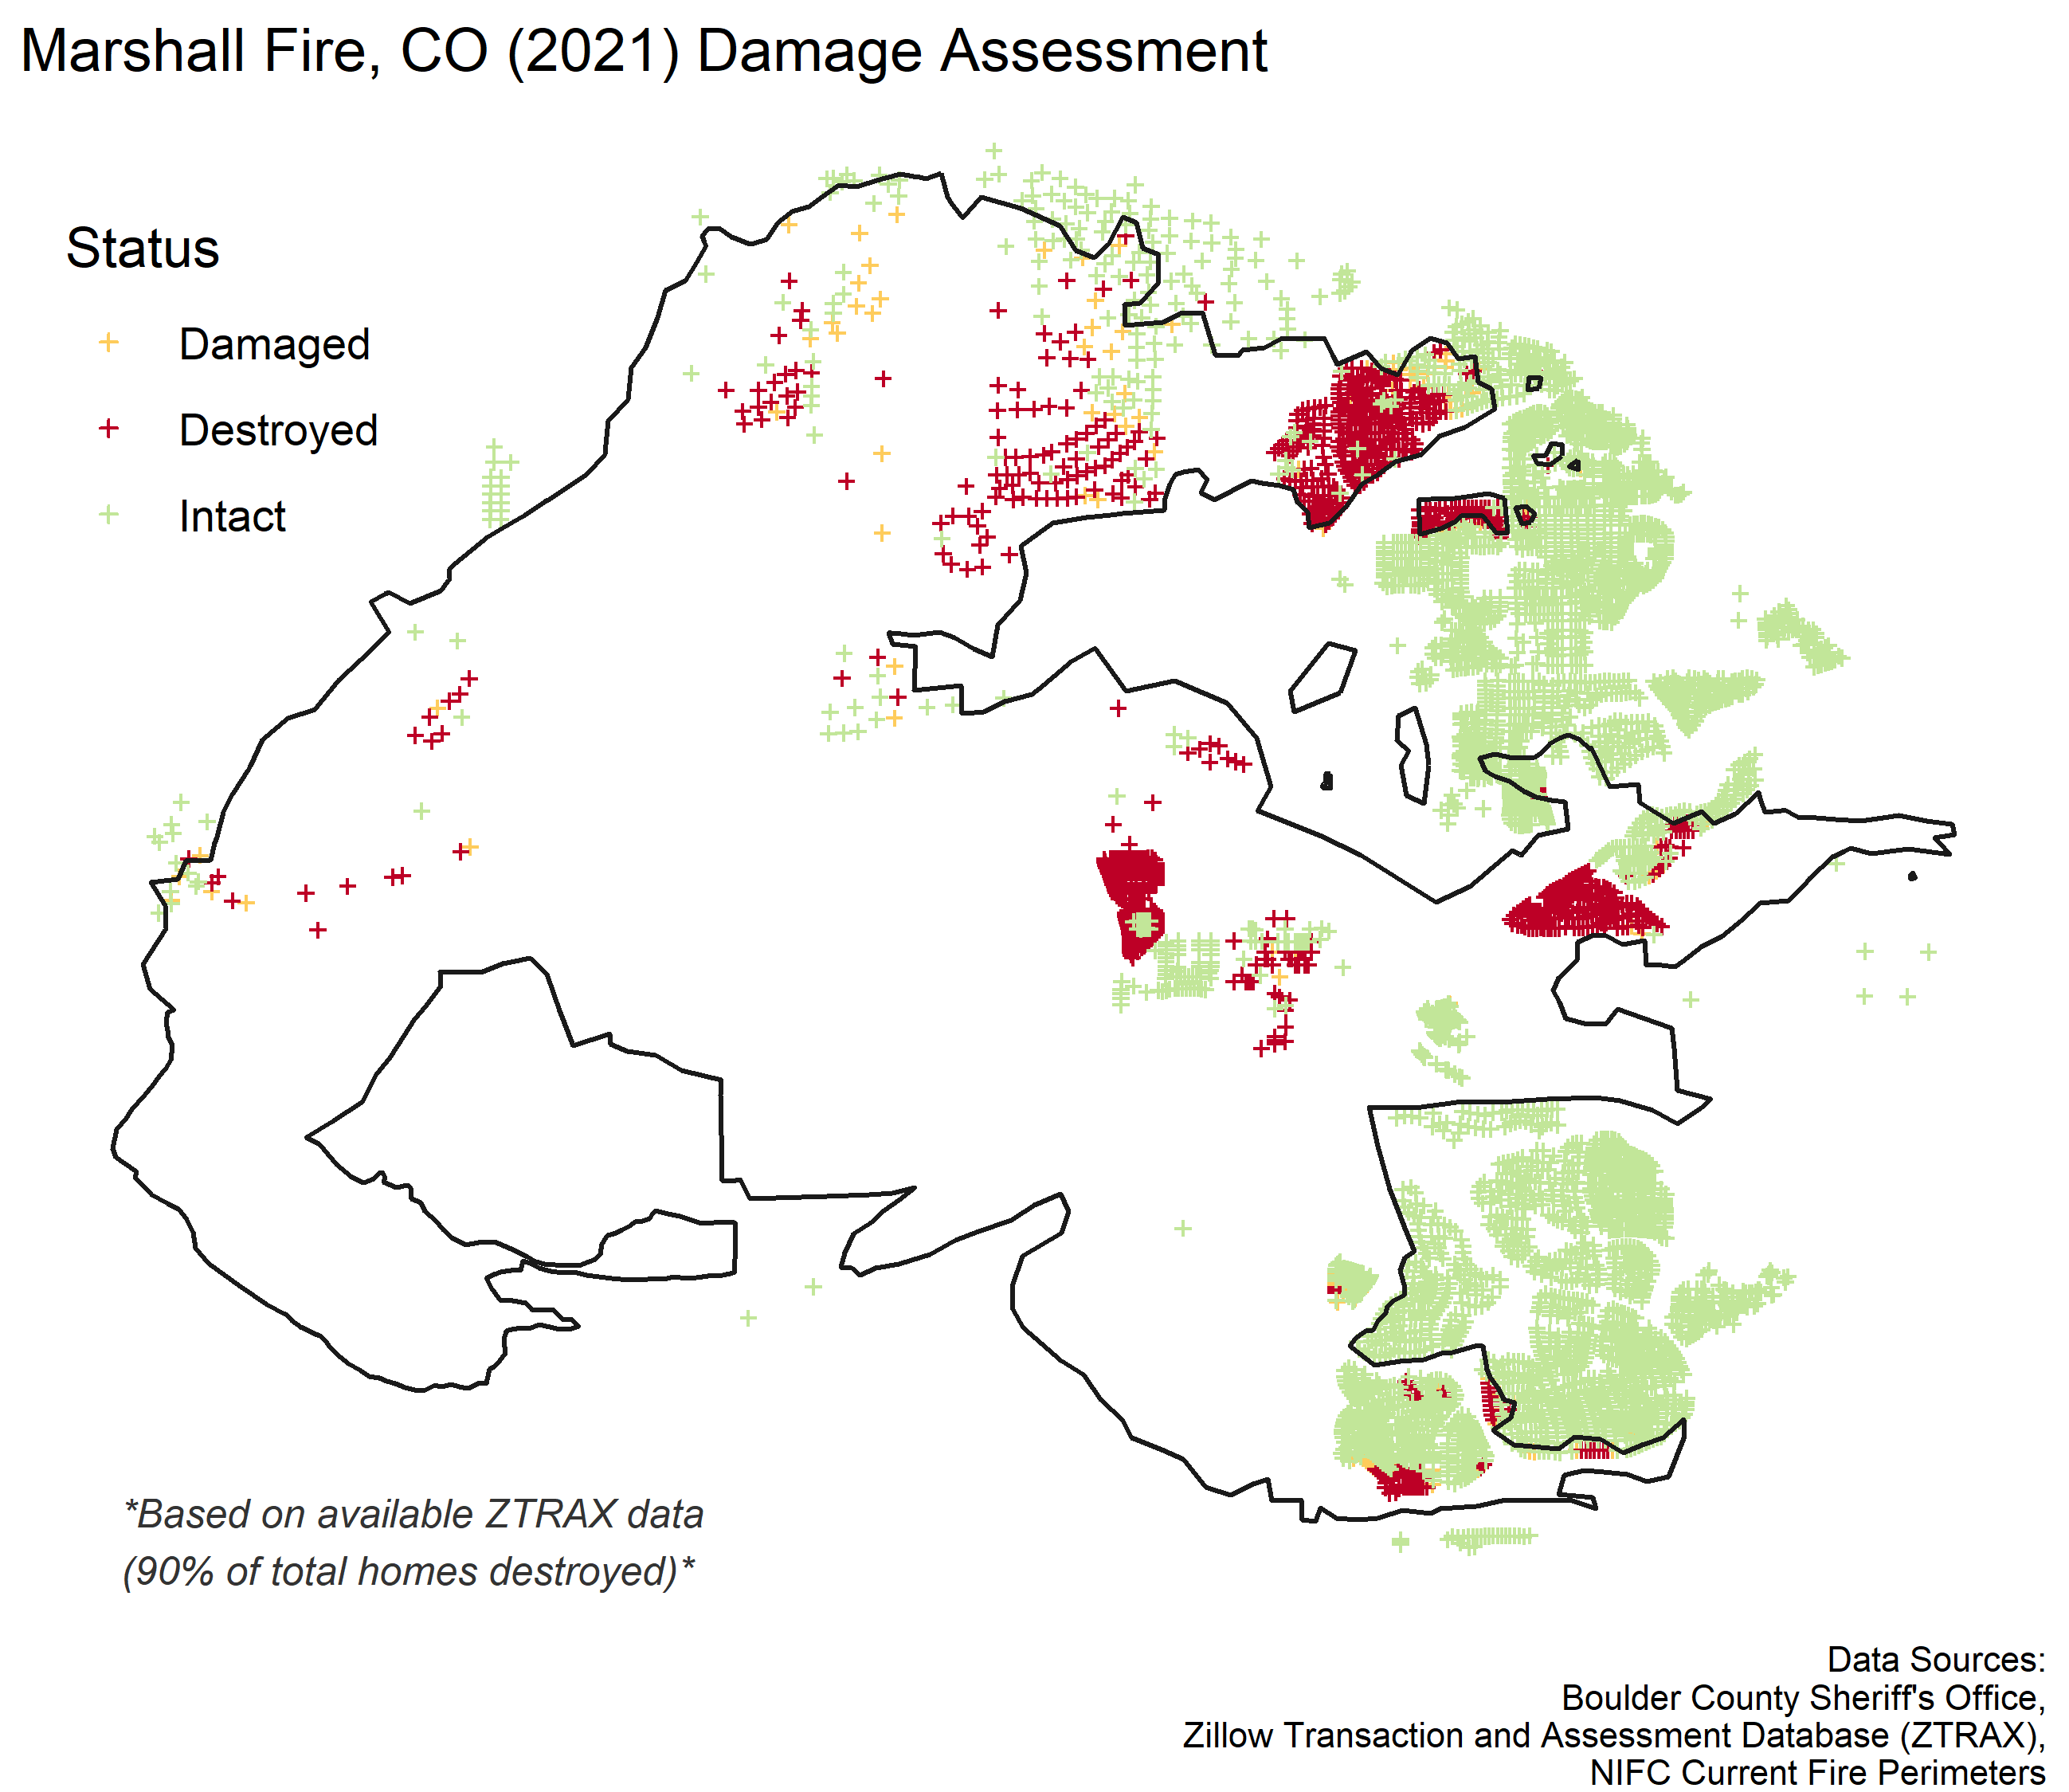 Marshall Fire, CO (2021) Damage Assessment
Status
Damaged
Destroyed
Intact
*Based on available ZTRAX data
(90% of total homes destroyed)*
Data Sources:
Boulder County Sheriff's Office,
Zillow Transaction and Assessment Database (ZTRAX),
NIFC Current Fire Perimeters